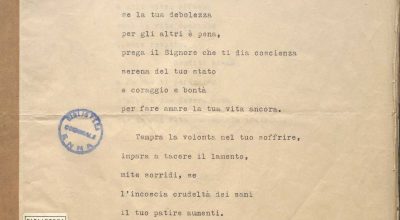 se la tua debolezza
per gli altri è pena,
prega il Signore che ti dia coscienza
serena del tuo stato
e coraggio e bontà
per fare amare la tua vita ancora.
Tempra la volontà nel tuo soffrire,
impara a tacere il lamento,
mite sorridi, se
l'incoscia crudeltà dei sani
il tuo patire aumenti.
COMUNALE
ENNA